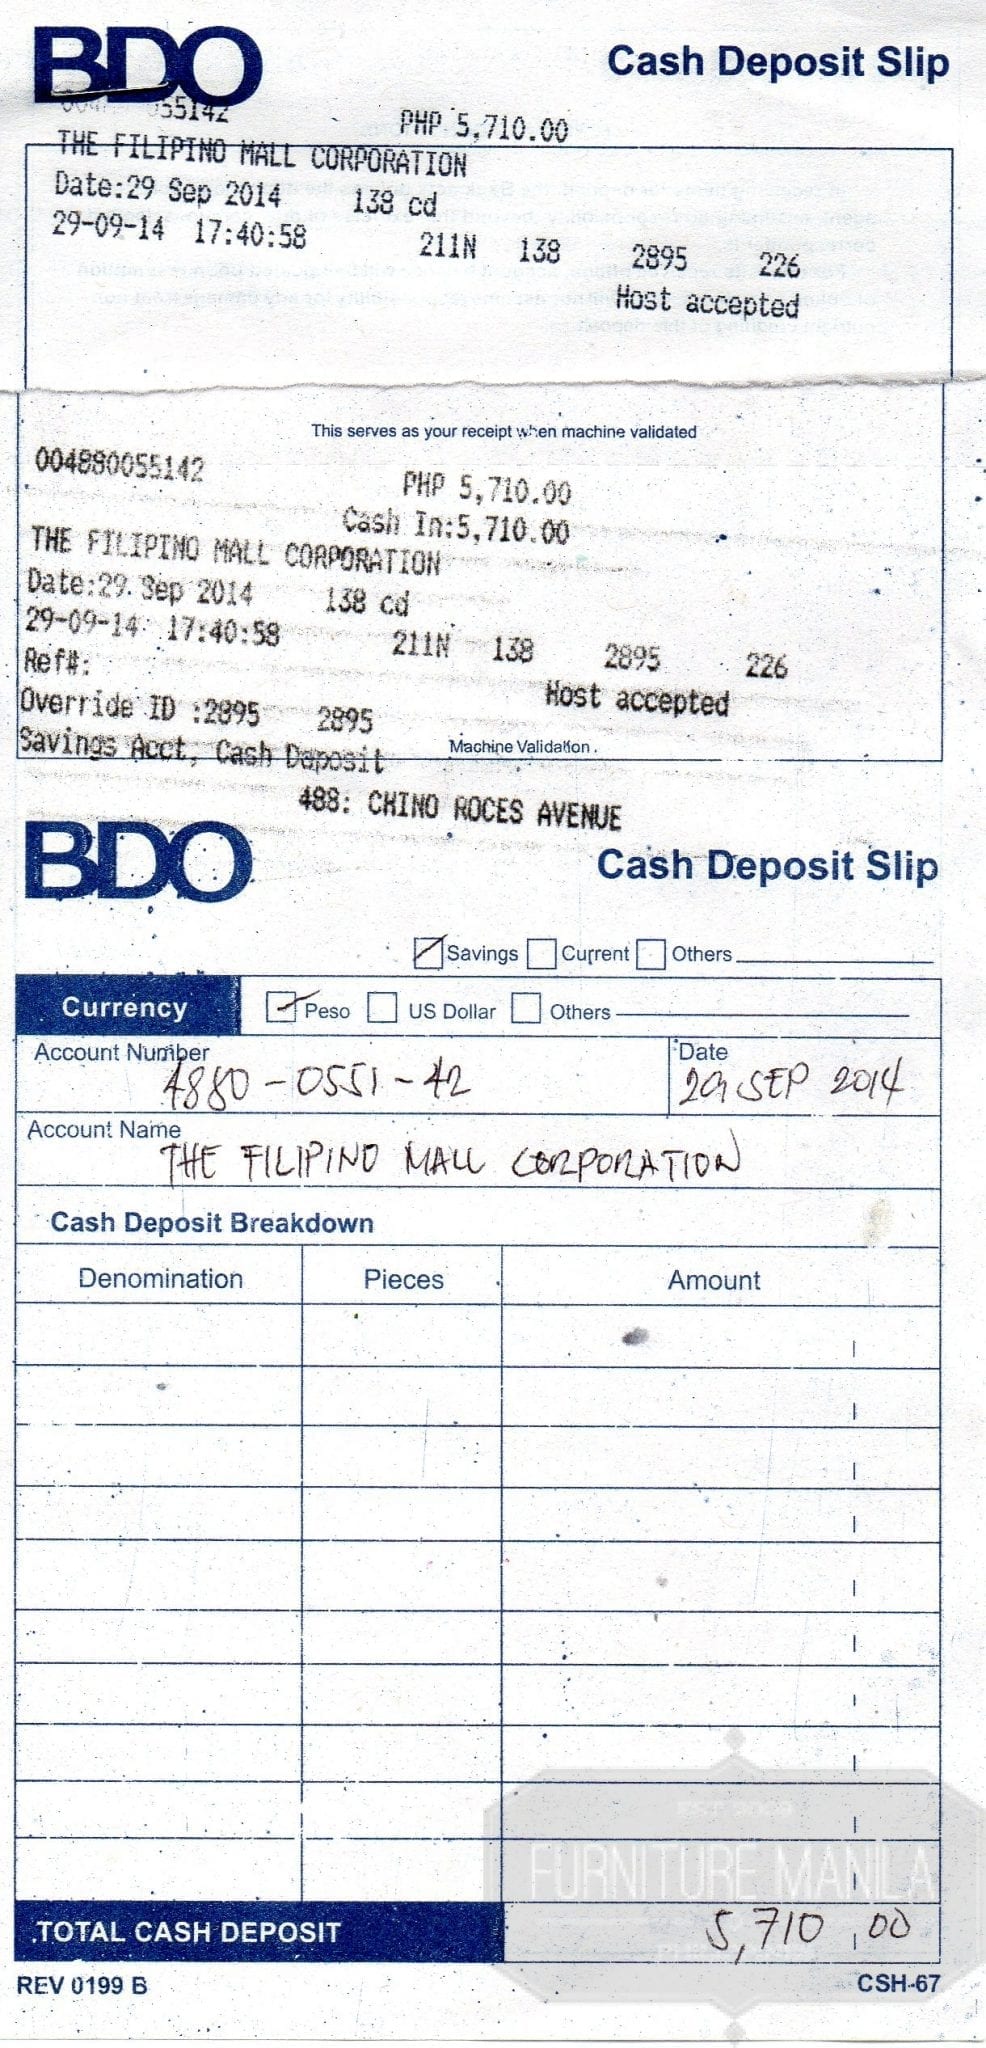 BDO
Cash Deposit Slip
55142
PHP 5,710.00
THE FILIPINO MALL CORPORATION
Date:29 Sep 2014 138 cd
29-09-14 17:40:58 211N 138 2895 226
Host accepted
This serves as your receipt when machine validated
004880055142
PHP 5,710.00
Cash In:5,710.00
THE FILIPINO MALL CORPORATION
Date:29 Sep 2014 138 cd
29-09-14 17:40:58 211N 138 2895 226
Ref#:
Host accepted
Override ID :2895 2895
Savings Acct, Cash Deposit
Machine Validation
488: CHINO ROCES AVENUE
BDO
Cash Deposit Slip
Savings Current Others
Currency Peso US Dollar Others
Account Number Date
4880-0551-42 29 SEP 2014
Account Name
THE FILIPINO MALL CORPORATION
Cash Deposit Breakdown
Denomination Pieces Amount
EST 2009
FURNITURE MANILA
TOTAL CASH DEPOSIT 5,710.00
REV 0199 B CSH-67